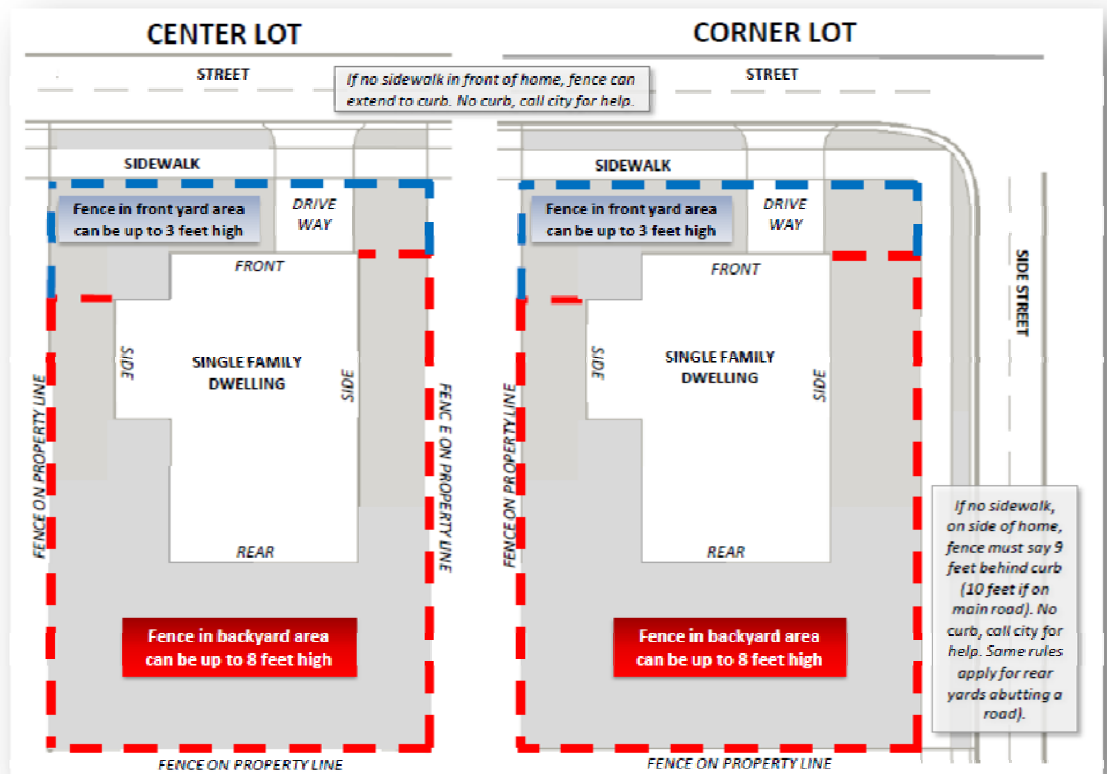 CENTER LOT
STREET
If no sidewalk in front of home, fence can
extend to curb. No curb, call city for help.
SIDEWALK
Fence in front yard area
can be up to 3 feet high
DRIVE
WAY
FRONT
SIDE
SINGLE FAMILY
DWELLING
SIDE
FENCE ON PROPERTY LINE
FENC E ON PROPERTY LINE
REAR
Fence in backyard area
can be up to 8 feet high
FENCE ON PROPERTY LINE
CORNER LOT
STREET
SIDEWALK
Fence in front yard area
can be up to 3 feet high
DRIVE
WAY
FRONT
SIDE STREET
SIDE
SINGLE FAMILY
DWELLING
SIDE
FENCE ON PROPERTY LINE
REAR
If no sidewalk,
on side of home,
fence must say 9
feet behind curb
(10 feet if on
main road). No
curb, call city for
help. Same rules
apply for rear
yards abutting a
road).
Fence in backyard area
can be up to 8 feet high
FENCE ON PROPERTY LINE